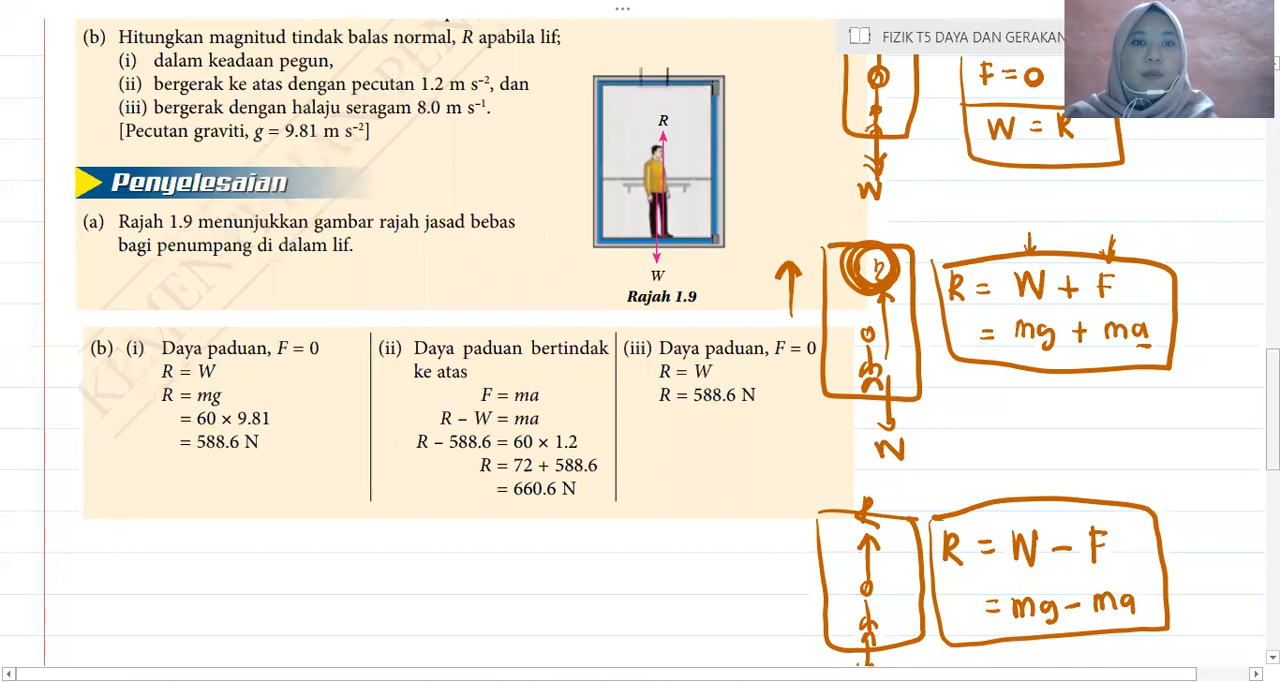 (b) Hitungkan magnitud tindak balas normal, R apabila lif;
(i) dalam keadaan pegun,
(ii) bergerak ke atas dengan pecutan 1.2 m s⁻², dan
(iii) bergerak dengan halaju seragam 8.0 m s⁻¹.
[Pecutan graviti, g = 9.81 m s⁻²]
Penyelesaian
(a) Rajah 1.9 menunjukkan gambar rajah jasad bebas
bagi penumpang di dalam lif.
R
W
Rajah 1.9
(b) (i) Daya paduan, F = 0
R = W
R = mg
= 60 × 9.81
= 588.6 N
(ii) Daya paduan bertindak
ke atas
F = ma
R – W = ma
R – 588.6 = 60 × 1.2
R = 72 + 588.6
= 660.6 N
(iii) Daya paduan, F = 0
R = W
R = 588.6 N
FIZIK T5 DAYA DAN GERAKAN
F = 0
W = R
W
R = W + F
= mg + ma
W
R
R = W - F
= mg - ma